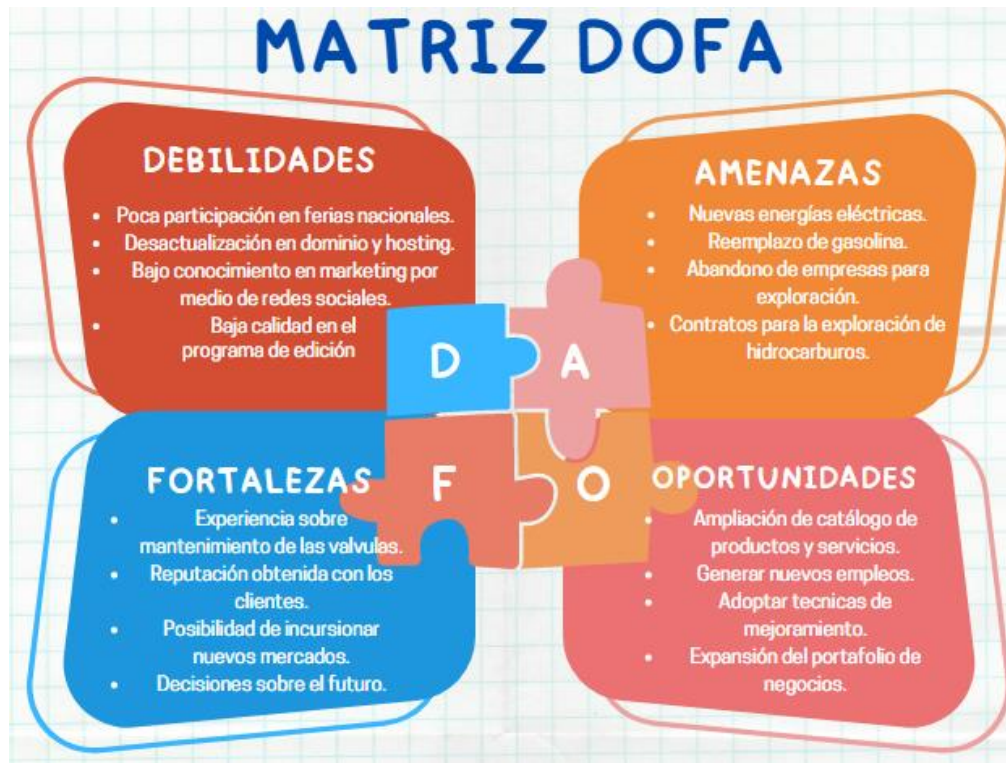 MATRIZ DOFA
DEBILIDADES
• Poca participación en ferias nacionales.
• Desactualización en dominio y hosting.
• Bajo conocimiento en marketing por
medio de redes sociales.
• Baja calidad en el
programa de edición
AMENAZAS
• Nuevas energías eléctricas.
• Reemplazo de gasolina.
• Abandono de empresas para
exploración.
• Contratos para la exploración de
hidrocarburos.
D
A
F
O
FORTALEZAS
• Experiencia sobre
mantenimiento de las valvulas.
• Reputación obtenida con los
clientes.
• Posibilidad de incursionar
nuevos mercados.
• Decisiones sobre el futuro.
OPORTUNIDADES
• Ampliación de catálogo de
productos y servicios.
• Generar nuevos empleos.
• Adoptar tecnicas de
mejoramiento.
• Expansión del portafolio de
negocios.